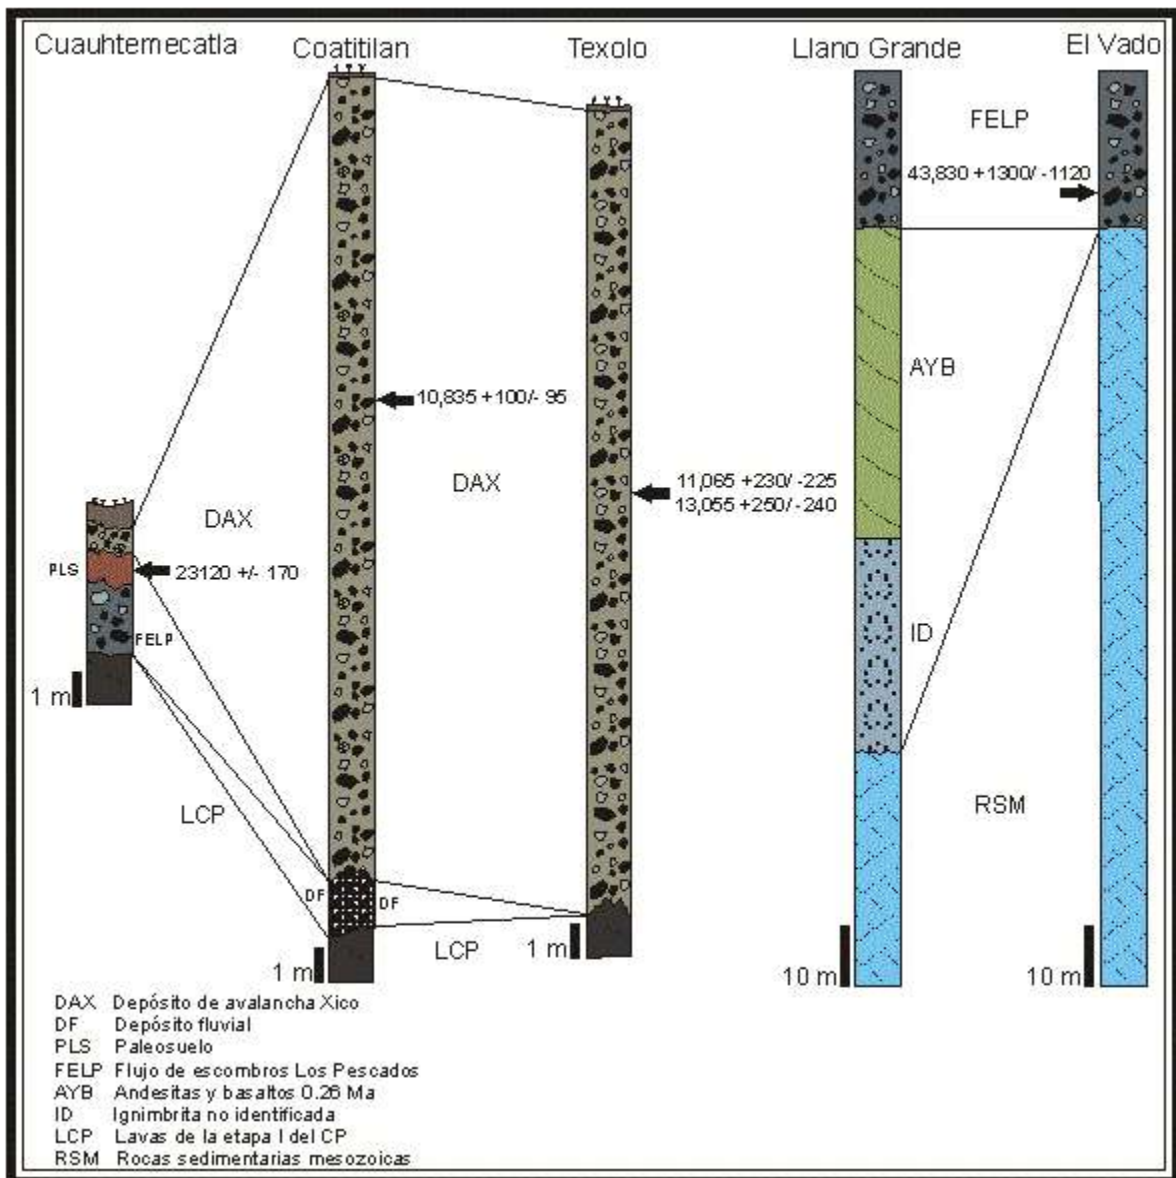 Cuauhtemecatla
Coatitilan
Texolo
Llano Grande
El Vado
FELP
43,830 +1300/ -1120
AYB
10,835 +100/- 95
DAX
11,065 +230/ -225
13,055 +250/ -240
DAX
PLS
23120 +/- 170
FELP
ID
1 m
LCP
RSM
DF
DF
LCP
1 m
1 m
10 m
10 m
DAX Depósito de avalancha Xico
DF Depósito fluvial
PLS Paleosuelo
FELP Flujo de escombros Los Pescados
AYB Andesitas y basaltos 0.26 Ma
ID Ignimbrita no identificada
LCP Lavas de la etapa I del CP
RSM Rocas sedimentarias mesozoicas